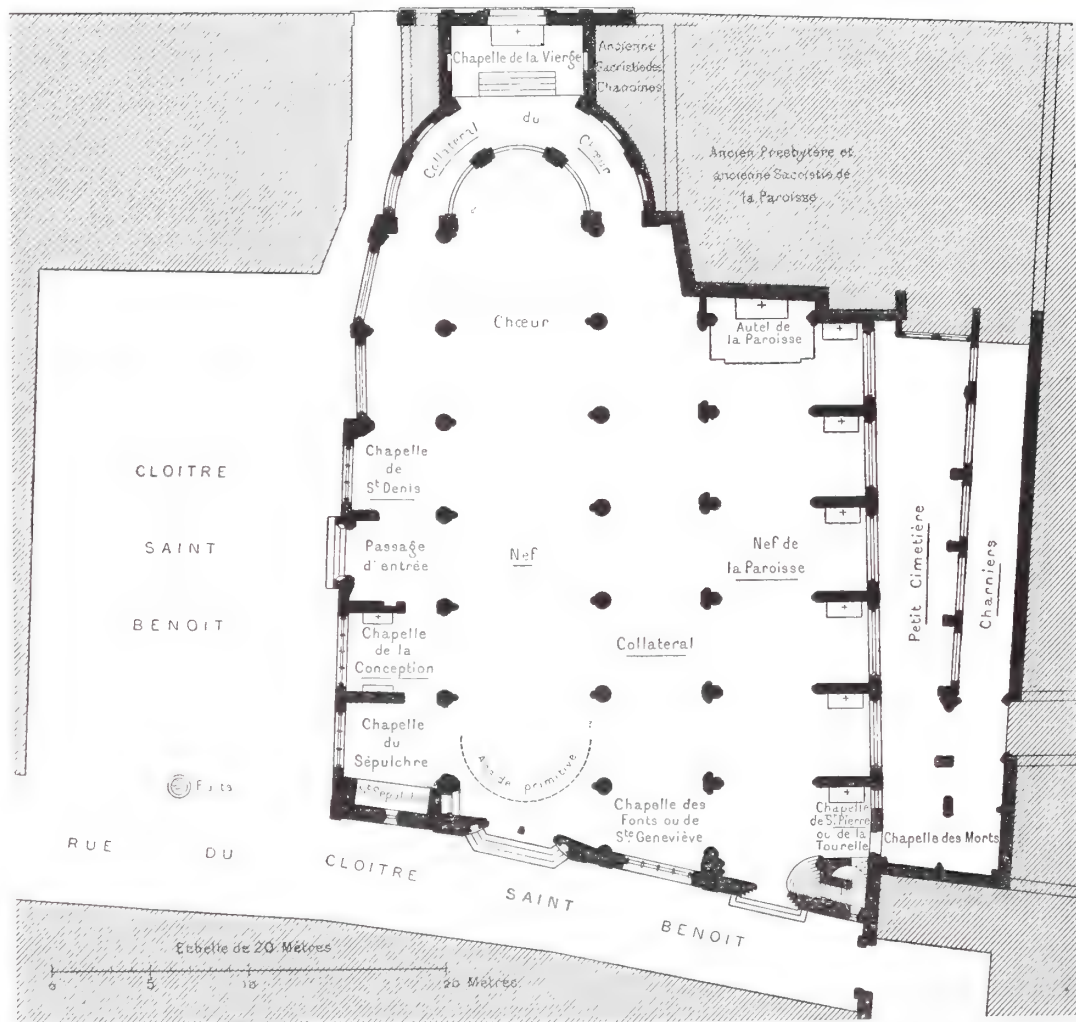 Chapelle de la Vierge
Ancienne
Sacristie des
Chanoines
Collatéral
du
Chœur
Ancien Presbytère et
ancienne Sacristie de
la Paroisse
Chœur
Autel de
la Paroisse
CLOITRE
SAINT
BENOIT
Chapelle
de
St Denis
Passage
d'entrée
Nef
Nef de
la Paroisse
Petit Cimetière
Charniers
Chapelle
de la
Conception
Collatéral
Chapelle
du
Sépulchre
Abside primitive
?
Puits
Chapelle des
Fonts ou de
Ste Geneviève
Chapelle
de St Pierre
ou de la
Tourelle
Chapelle des Morts
RUE DU CLOITRE SAINT BENOIT
Echelle de 20 Mètres
0 5 10 20 Mètres